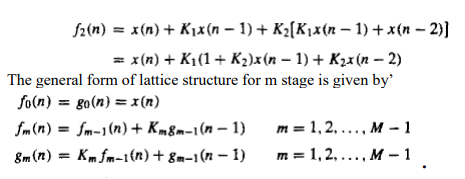 f₂(n) = x(n) + K₁x(n − 1) + K₂[K₁x(n − 1) + x(n − 2)]
= x(n) + K₁(1 + K₂)x(n − 1) + K₂x(n − 2)
The general form of lattice structure for m stage is given by’
f₀(n) = g₀(n) = x(n)
fₘ(n) = fₘ₋₁(n) + Kₘgₘ₋₁(n − 1) m = 1, 2, ..., M − 1
gₘ(n) = Kₘfₘ₋₁(n) + gₘ₋₁(n − 1) m = 1, 2, ..., M − 1 .